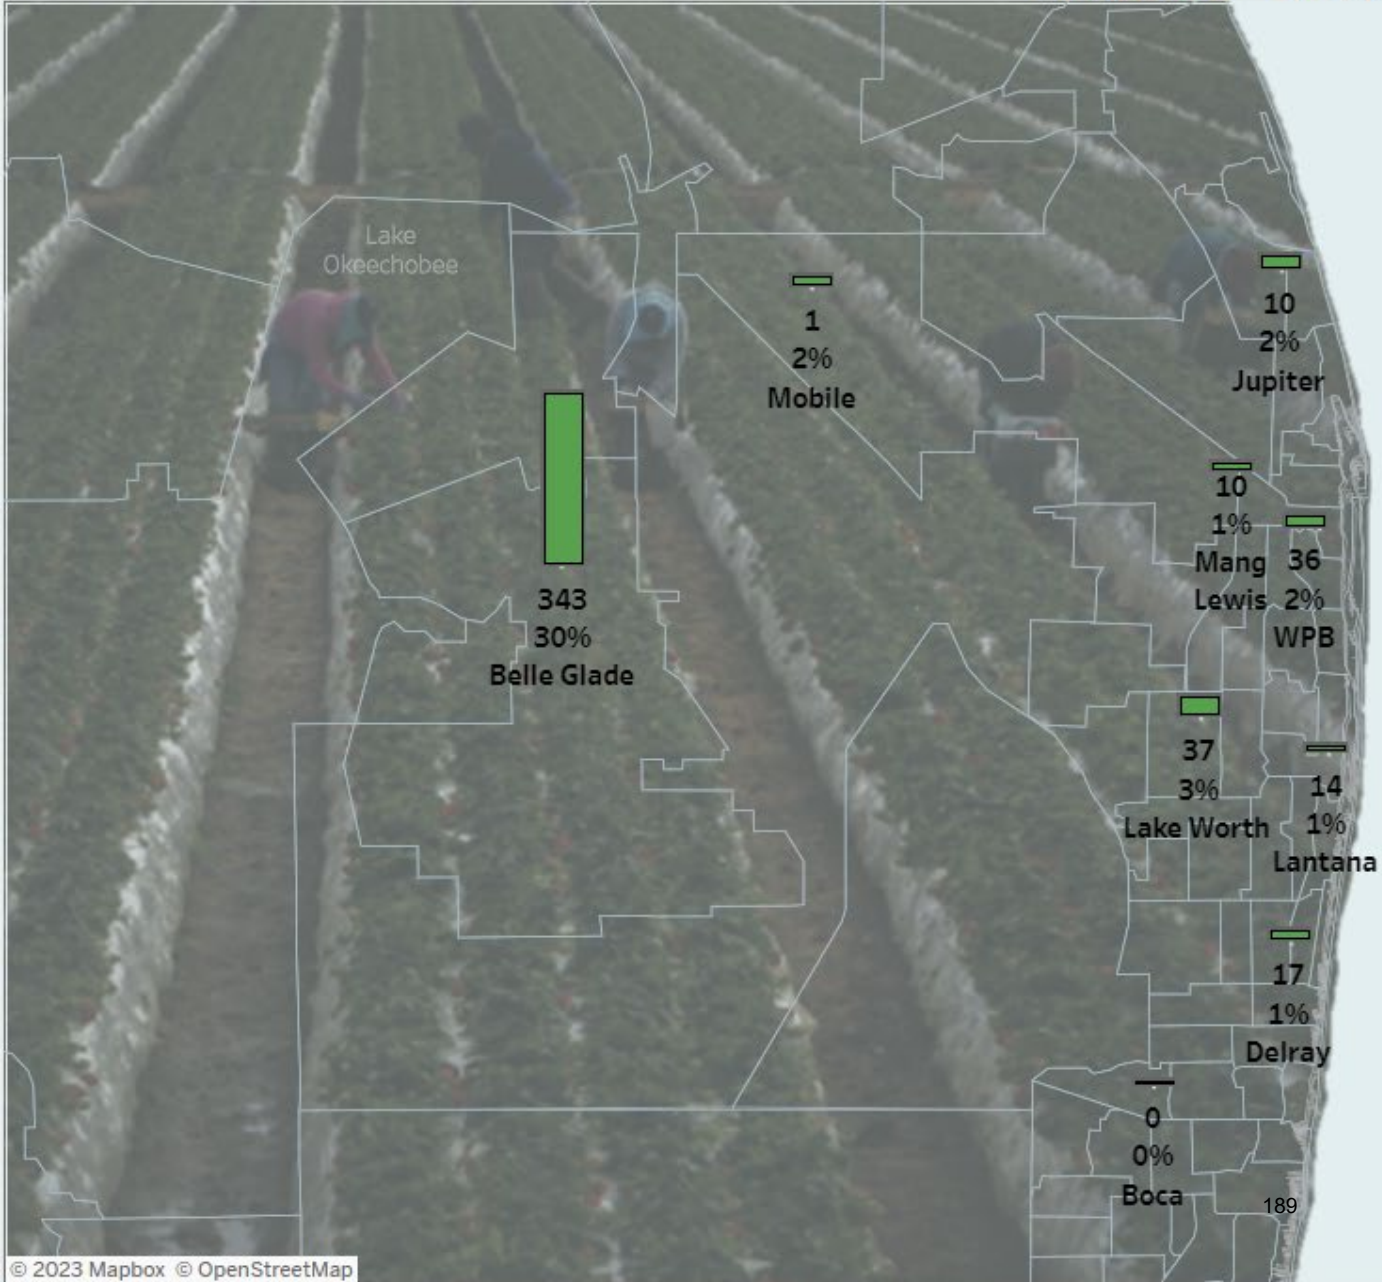 Lake
Okeechobee
10
2%
Jupiter
1
2%
Mobile
10
1%
Mang
Lewis
36
2%
WPB
343
30%
Belle Glade
37
3%
Lake Worth
14
1%
Lantana
17
1%
Delray
0
0%
Boca
189
© 2023 Mapbox © OpenStreetMap